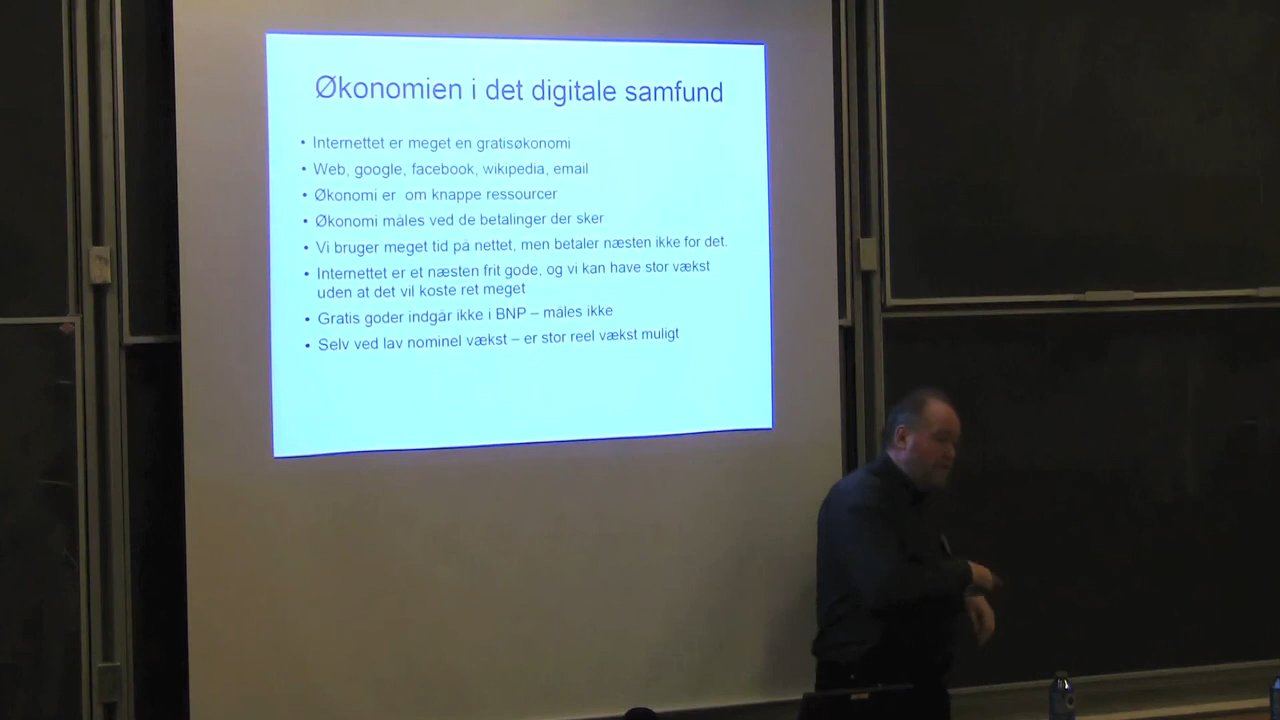 Økonomien i det digitale samfund
• Internettet er meget en gratisøkonomi
• Web, google, facebook, wikipedia, email
• Økonomi er om knappe ressourcer
• Økonomi måles ved de betalinger der sker
• Vi bruger meget tid på nettet, men betaler næsten ikke for det.
• Internettet er et næsten frit gode, og vi kan have stor vækst
uden at det vil koste ret meget
• Gratis goder indgår ikke i BNP – måles ikke
• Selv ved lav nominel vækst – er stor reel vækst muligt